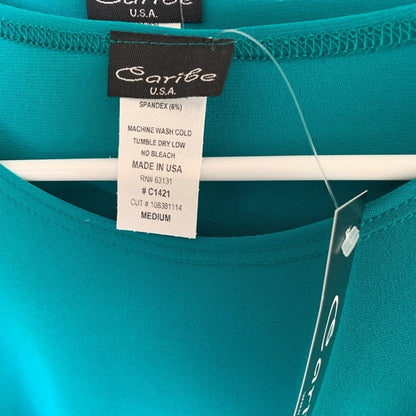 Caribe
U.S.A.
Caribe
U.S.A.
SPANDEX (6%)
MACHINE WASH COLD
TUMBLE DRY LOW
NO BLEACH
MADE IN USA
RN# 63131
# C1421
CUT # 108381114
MEDIUM